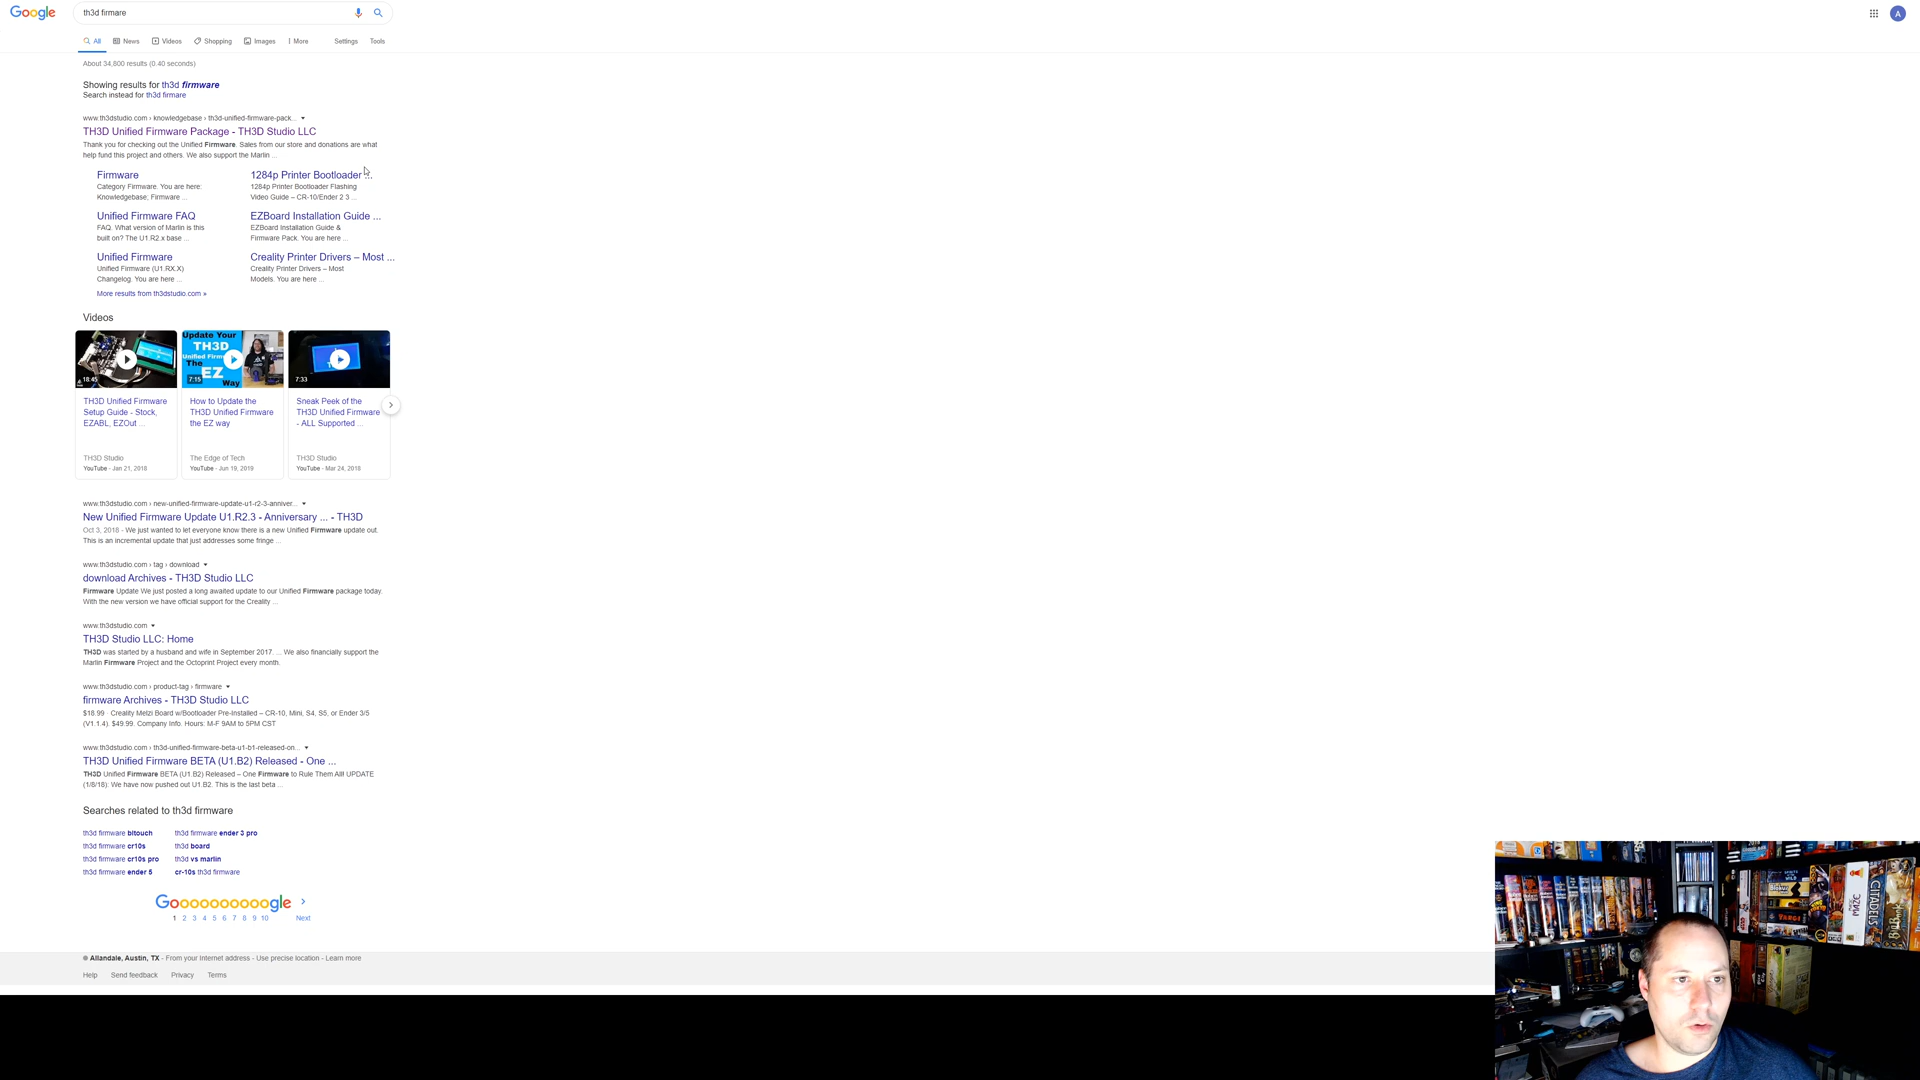 Google
th3d firmare
A
All News Videos Shopping Images More Settings Tools
About 34,800 results (0.40 seconds)
Showing results for th3d firmware
Search instead for th3d firmare
www.th3dstudio.com › knowledgebase › th3d-unified-firmware-pack...
TH3D Unified Firmware Package - TH3D Studio LLC
Thank you for checking out the Unified Firmware. Sales from our store and donations are what
help fund this project and others. We also support the Marlin ...
Firmware
Category Firmware. You are here:
Knowledgebase; Firmware ...
1284p Printer Bootloader ...
1284p Printer Bootloader Flashing
Video Guide – CR-10/Ender 2 3 ...
Unified Firmware FAQ
FAQ. What version of Marlin is this
built on? The U1.R2.x base ...
EZBoard Installation Guide ...
EZBoard Installation Guide &
Firmware Pack. You are here ...
Unified Firmware
Unified Firmware (U1.RX.X)
Changelog. You are here ...
Creality Printer Drivers – Most ...
Creality Printer Drivers – Most
Models. You are here ...
More results from th3dstudio.com »
Videos
18:45
Update Your
TH3D
Unified Firm
The
EZ
Way
7:15
7:33
TH3D Unified Firmware
Setup Guide - Stock,
EZABL, EZOut ...
TH3D Studio
YouTube - Jan 21, 2018
How to Update the
TH3D Unified Firmware
the EZ way
The Edge of Tech
YouTube - Jun 19, 2019
Sneak Peek of the
TH3D Unified Firmware
- ALL Supported ...
TH3D Studio
YouTube - Mar 24, 2018
www.th3dstudio.com › new-unified-firmware-update-u1-r2-3-anniver...
New Unified Firmware Update U1.R2.3 - Anniversary ... - TH3D
Oct 3, 2018 - We just wanted to let everyone know there is a new Unified Firmware update out.
This is an incremental update that just addresses some fringe ...
www.th3dstudio.com › tag › download
download Archives - TH3D Studio LLC
Firmware Update We just posted a long awaited update to our Unified Firmware package today.
With the new version we have official support for the Creality ...
www.th3dstudio.com
TH3D Studio LLC: Home
TH3D was started by a husband and wife in September 2017. ... We also financially support the
Marlin Firmware Project and the Octoprint Project every month.
www.th3dstudio.com › product-tag › firmware
firmware Archives - TH3D Studio LLC
$18.99 · Creality Melzi Board w/Bootloader Pre-Installed – CR-10, Mini, S4, S5, or Ender 3/5
(V1.1.4). $49.99. Company Info. Hours: M-F 9AM to 5PM CST
www.th3dstudio.com › th3d-unified-firmware-beta-u1-b1-released-on...
TH3D Unified Firmware BETA (U1.B2) Released - One ...
TH3D Unified Firmware BETA (U1.B2) Released – One Firmware to Rule Them All! UPDATE
(1/8/18): We have now pushed out U1.B2. This is the last beta ...
Searches related to th3d firmware
th3d firmware bltouch
th3d firmware ender 3 pro
th3d firmware cr10s
th3d board
th3d firmware cr10s pro
th3d vs marlin
th3d firmware ender 5
cr-10s th3d firmware
Goooooooooogle
1 2 3 4 5 6 7 8 9 10 Next
Allandale, Austin, TX - From your Internet address - Use precise location - Learn more
Help Send feedback Privacy Terms
CITADELS
MAZE
YANGI